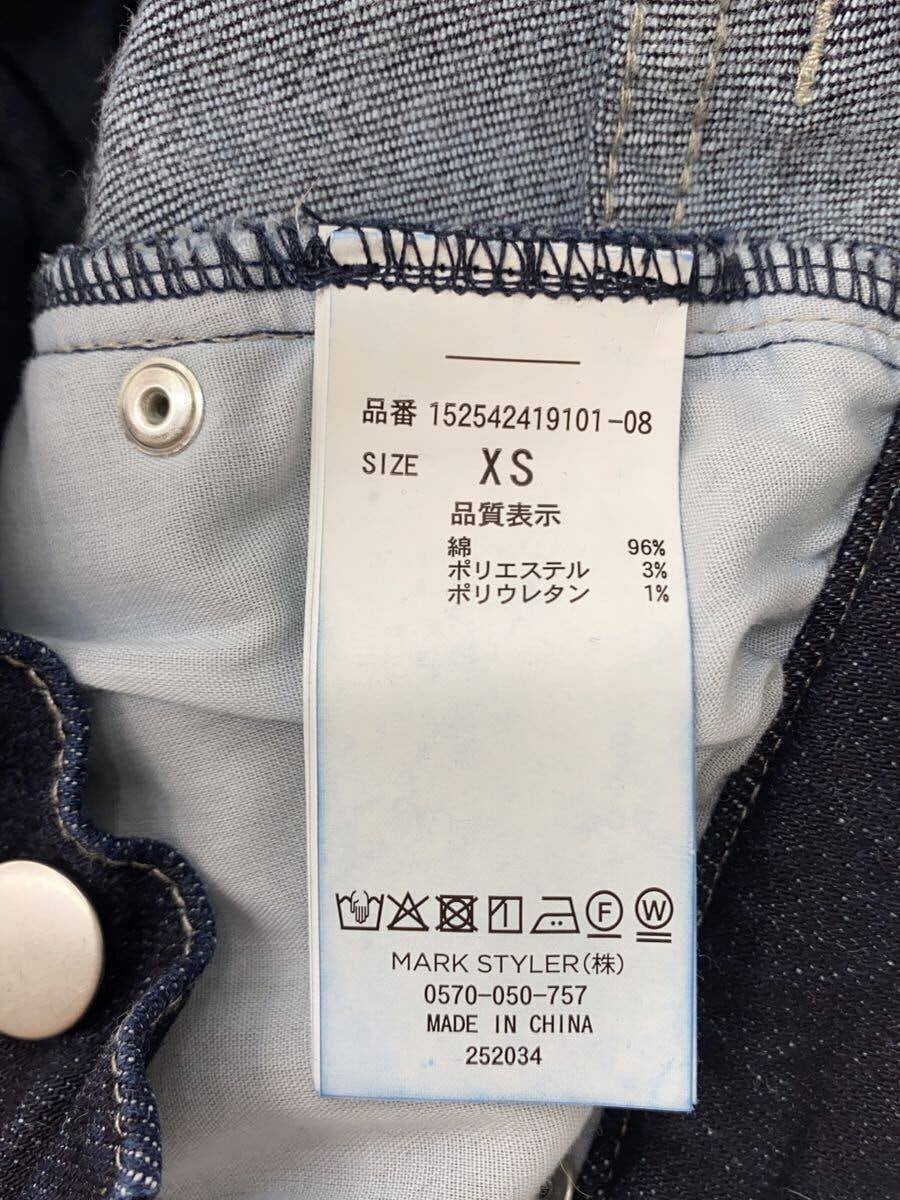 品番 152542419101-08
SIZE XS
品質表示
綿 96%
ポリエステル 3%
ポリウレタン 1%
F W
MARK STYLER(株)
0570-050-757
MADE IN CHINA
252034